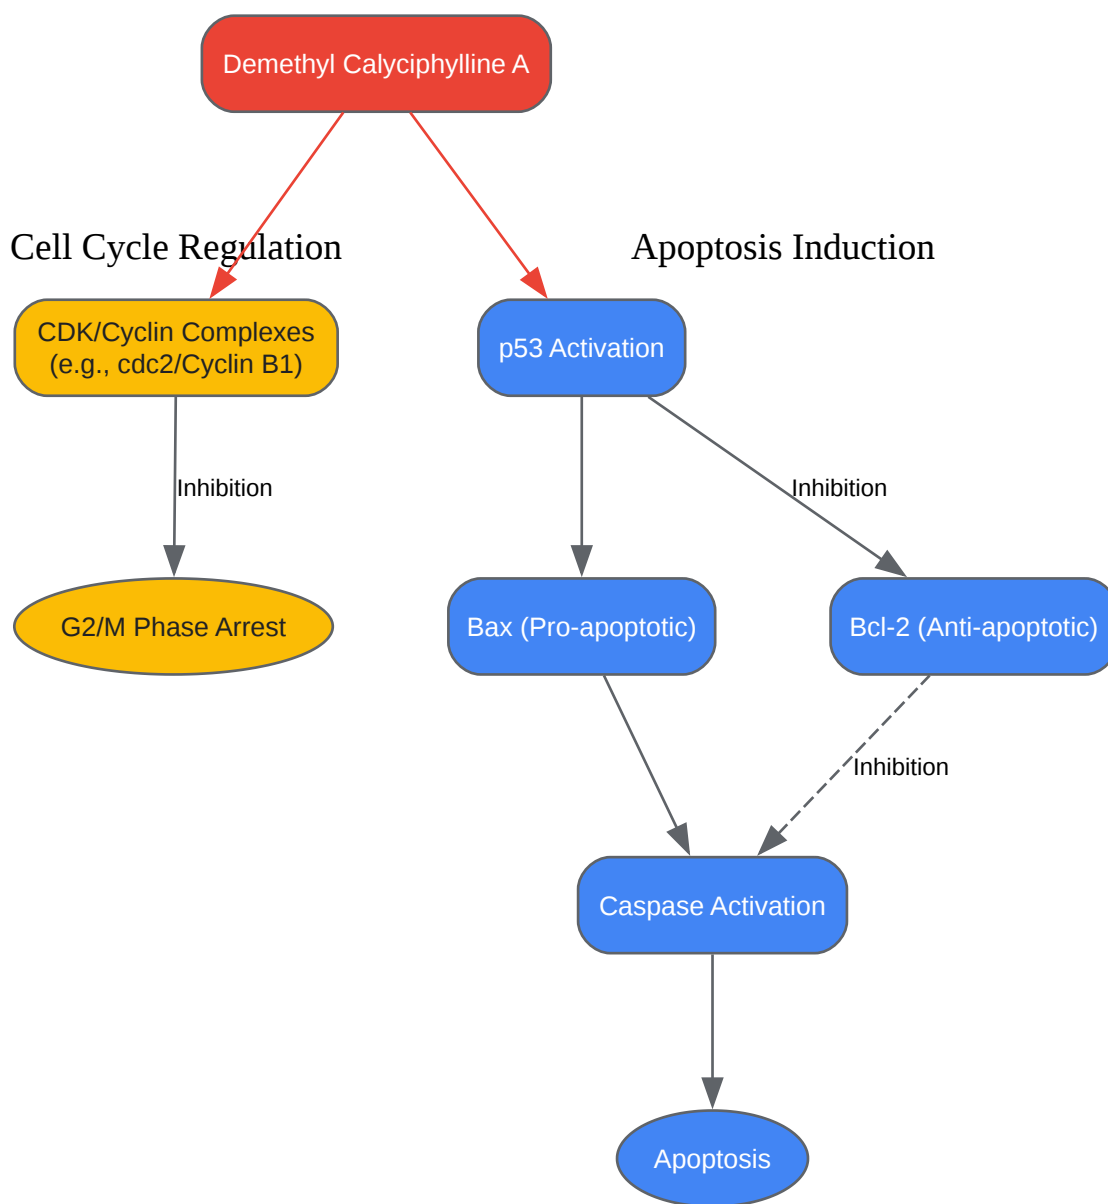 Demethyl Calyciphylline A
Cell Cycle Regulation
Apoptosis Induction
CDK/Cyclin Complexes
(e.g., cdc2/Cyclin B1)
p53 Activation
Inhibition
Inhibition
G2/M Phase Arrest
Bax (Pro-apoptotic)
Bcl-2 (Anti-apoptotic)
Inhibition
Caspase Activation
Apoptosis